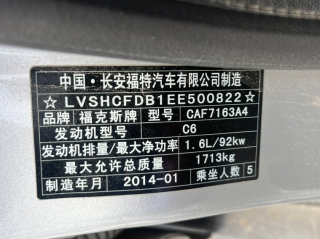 中国·长安福特汽车有限公司制造
☆LVSHCFDB1EE500822☆
品牌 福克斯牌 型号 CAF7163A4
发动机型号 C6
发动机排量/最大净功率 1.6L/92kw
最大允许总质量 1713kg
制造年月 2014-01 乘坐人数 5